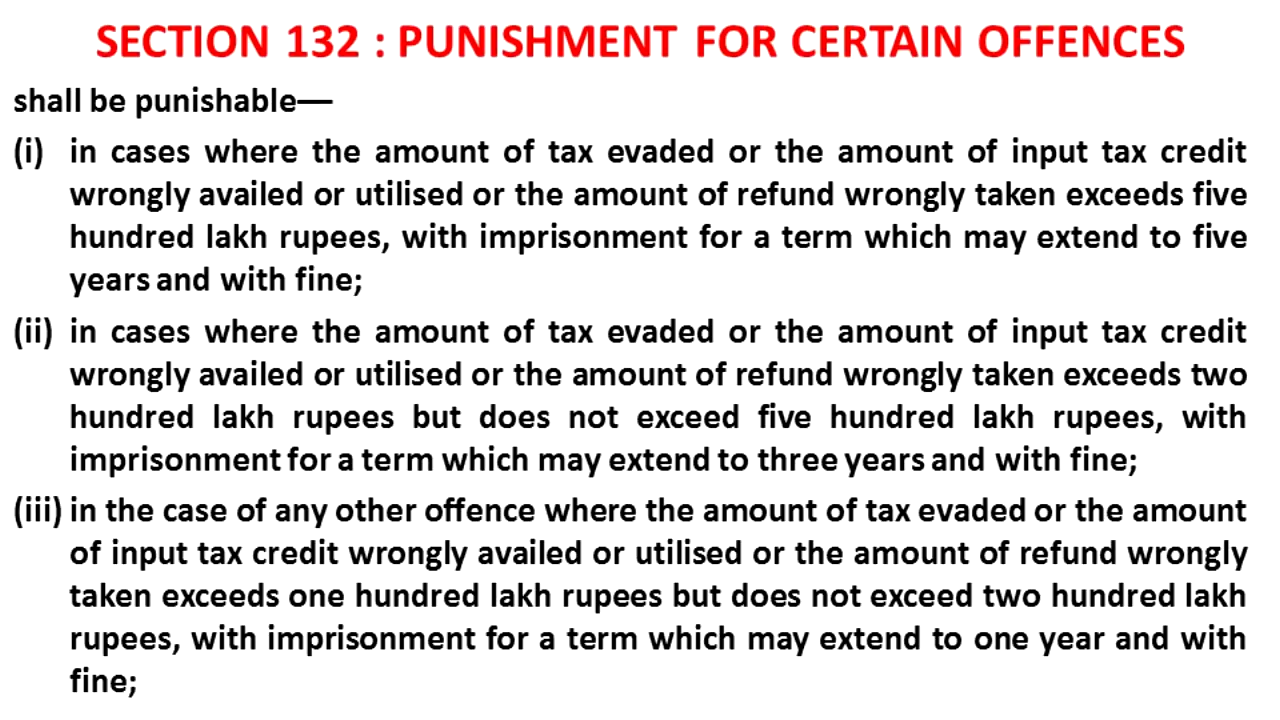 SECTION 132 : PUNISHMENT FOR CERTAIN OFFENCES
shall be punishable—
(i) in cases where the amount of tax evaded or the amount of input tax credit
wrongly availed or utilised or the amount of refund wrongly taken exceeds five
hundred lakh rupees, with imprisonment for a term which may extend to five
years and with fine;
(ii) in cases where the amount of tax evaded or the amount of input tax credit
wrongly availed or utilised or the amount of refund wrongly taken exceeds two
hundred lakh rupees but does not exceed five hundred lakh rupees, with
imprisonment for a term which may extend to three years and with fine;
(iii) in the case of any other offence where the amount of tax evaded or the amount
of input tax credit wrongly availed or utilised or the amount of refund wrongly
taken exceeds one hundred lakh rupees but does not exceed two hundred lakh
rupees, with imprisonment for a term which may extend to one year and with
fine;